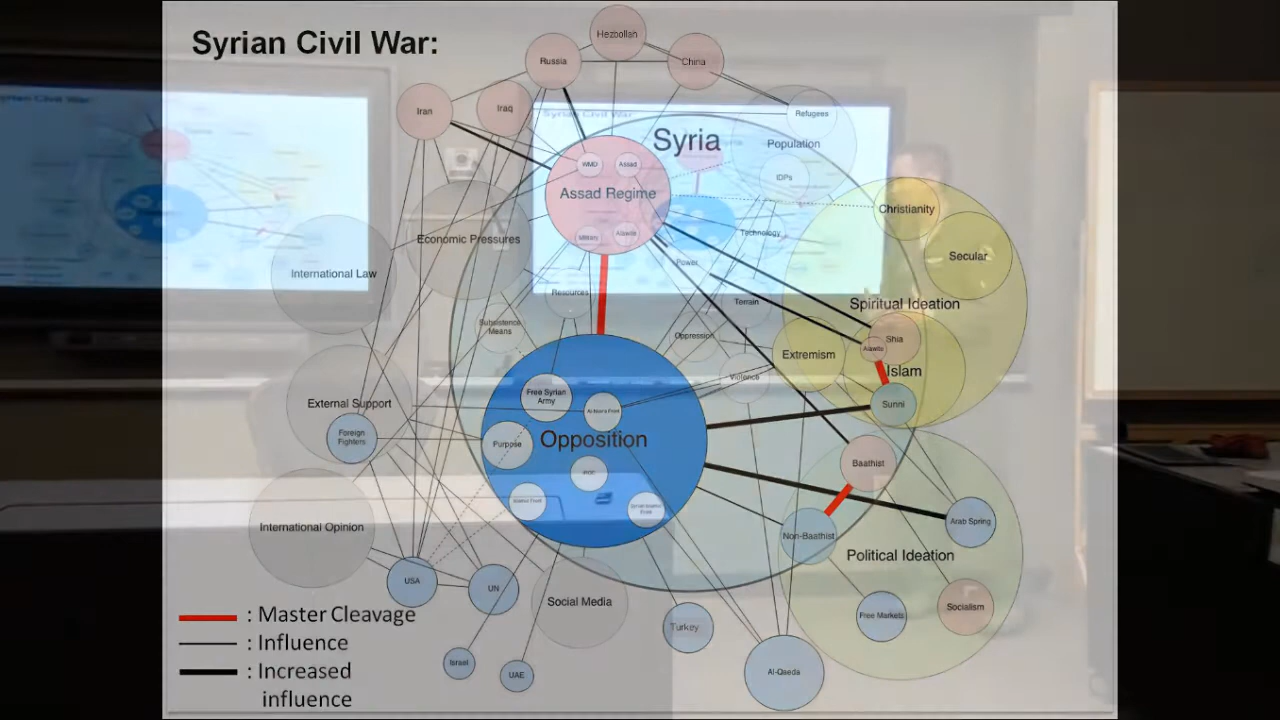 Syrian Civil War:
Hezbollah
Russia
China
Iran
Iraq
Refugees
Syria
Population
WMD
Assad
IDPs
Assad Regime
Christianity
Military
Alawite
Technology
Economic Pressures
Secular
Power
International Law
Resources
Terrain
Spiritual Ideation
Subsistence
Means
Oppression
Shia
Alawite
Extremism
Islam
Violence
Free Syrian
Army
External Support
Sunni
Foreign
Fighters
Purpose
Opposition
Baathist
Arab Spring
International Opinion
Non-Baathist
Political Ideation
USA
UN
Social Media
Free Markets
Socialism
Turkey
Israel
UAE
Al-Qaeda
: Master Cleavage
: Influence
: Increased
influence